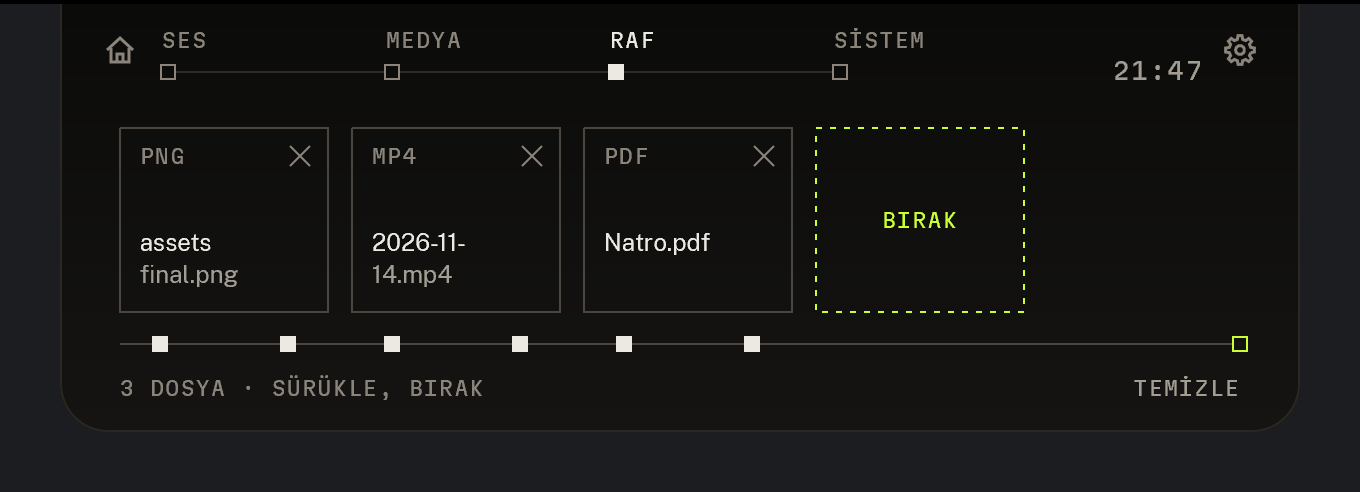 SES MEDYA RAF SİSTEM
21:47
PNG MP4 PDF
BIRAK
assets 2026-11- Natro.pdf
final.png 14.mp4
3 DOSYA · SÜRÜKLE, BIRAK TEMİZLE